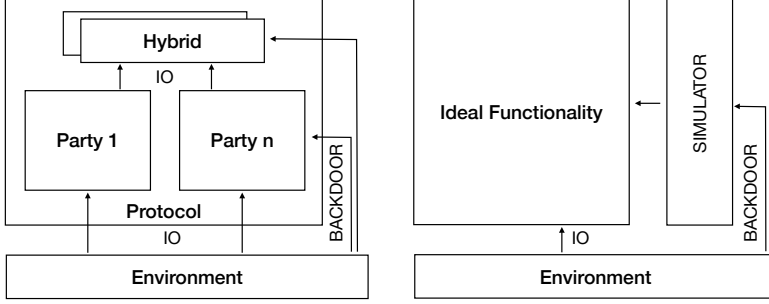 Hybrid
IO
Party 1
Party n
Protocol
IO
BACKDOOR
Environment
Ideal Functionality
SIMULATOR
BACKDOOR
IO
Environment